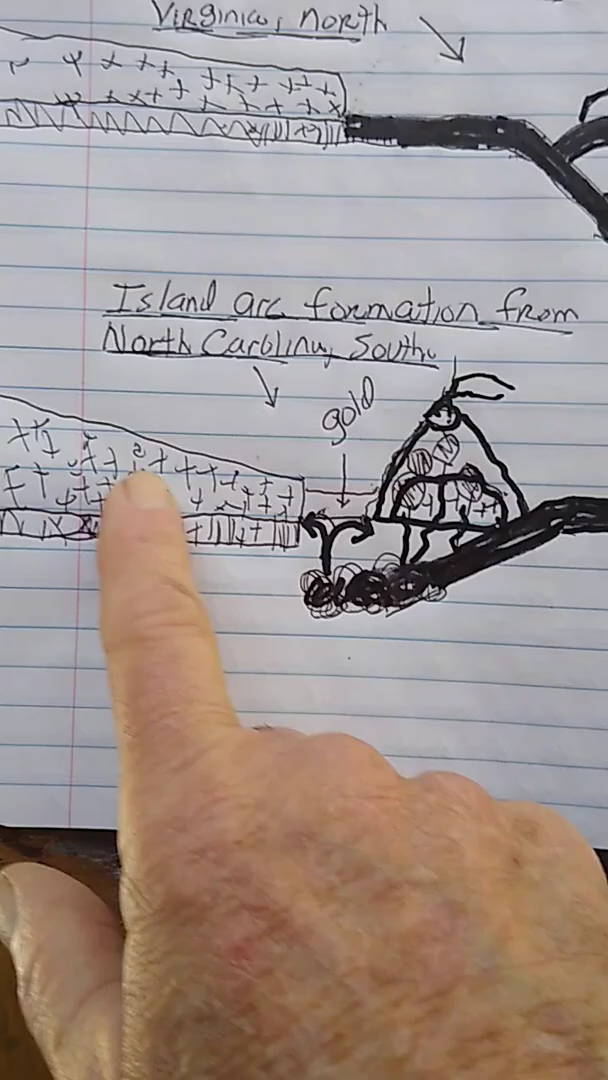 Virginia, north
Island arc formation from
North Carolina, South.
gold